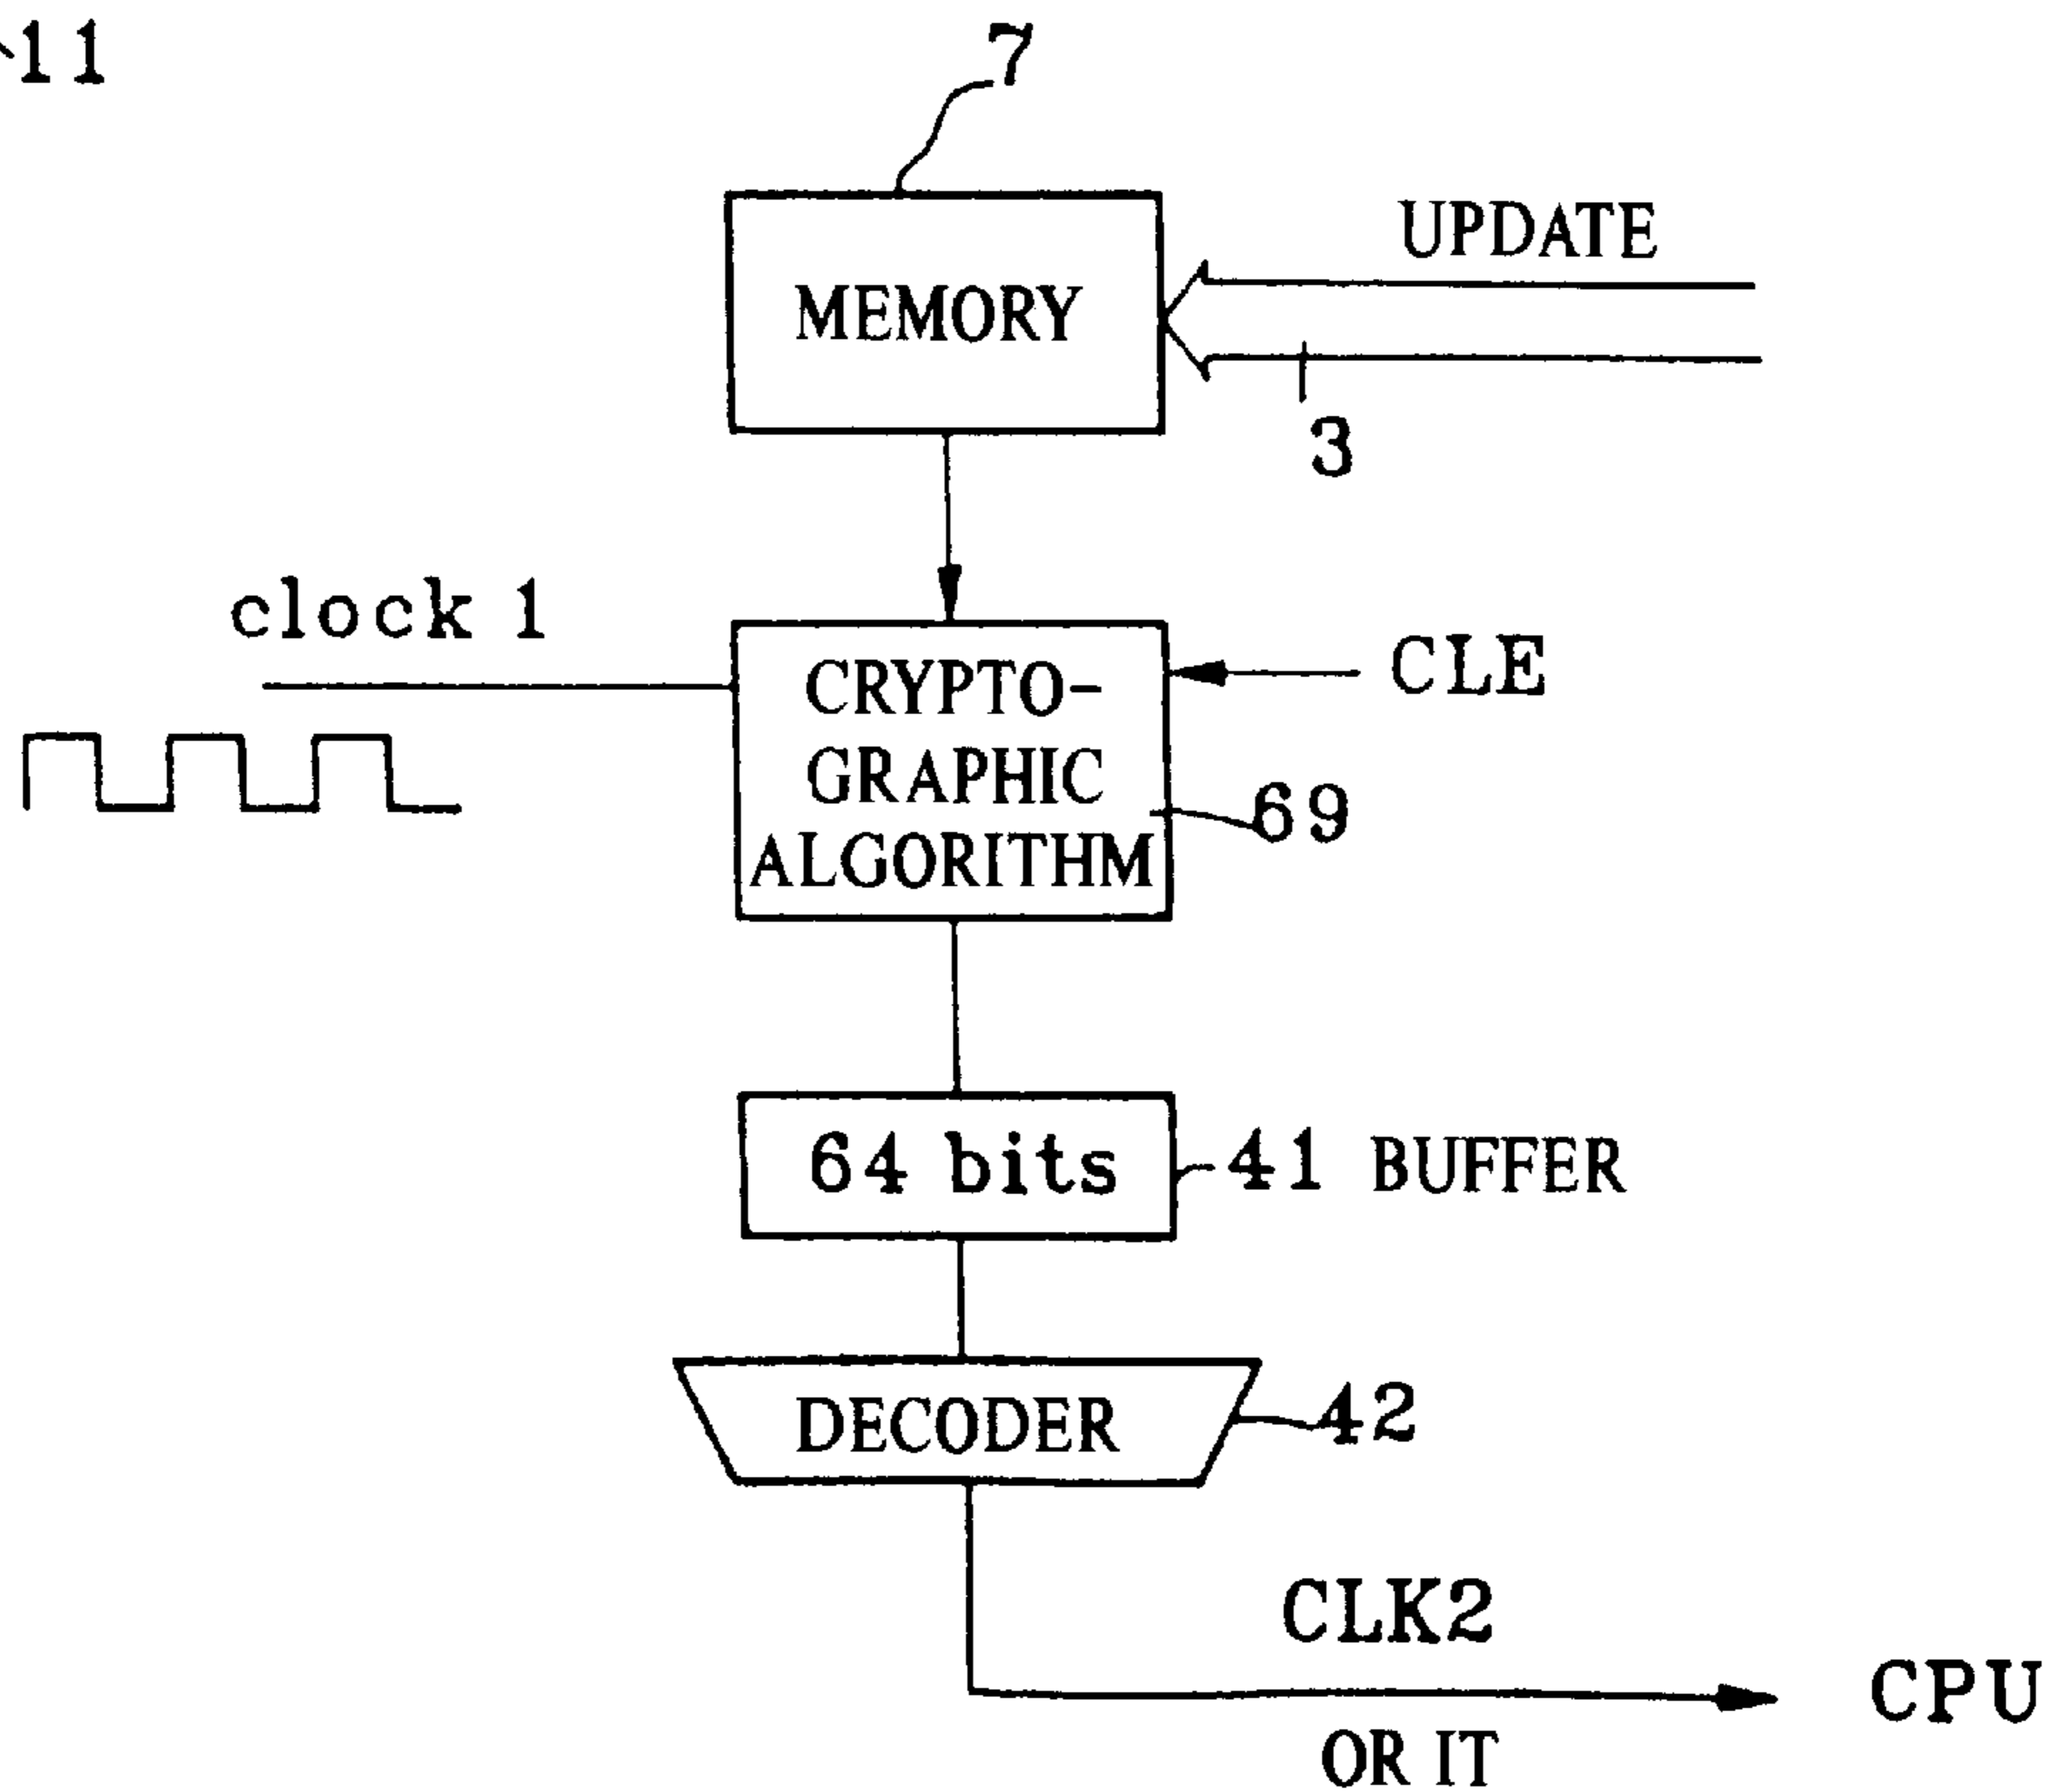 11
7
UPDATE
MEMORY
3
clock 1
CLE
CRYPTO-
GRAPHIC
ALGORITHM
69
64 bits
41 BUFFER
DECODER
42
CLK2
CPU
OR IT